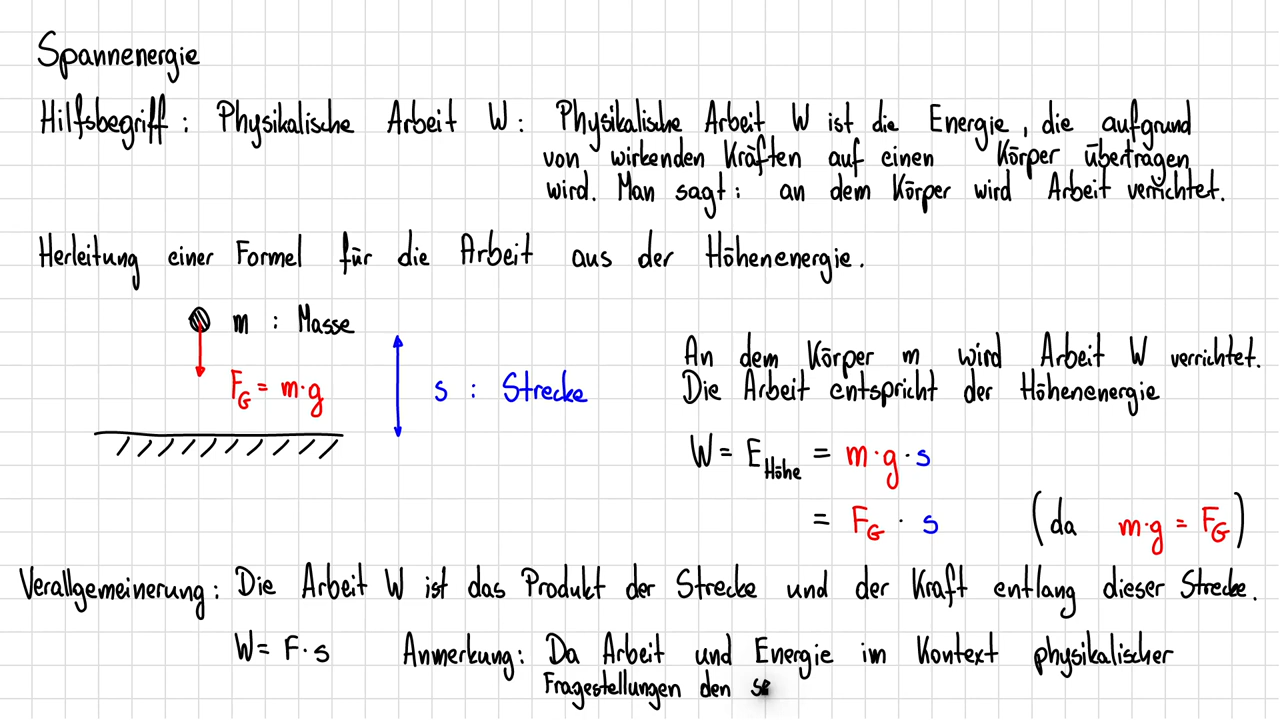 Spannenergie
Hilfsbegriff: Physikalische Arbeit W: Physikalische Arbeit W ist die Energie, die aufgrund
von wirkenden Kräften auf einen Körper übertragen
wird. Man sagt: an dem Körper wird Arbeit verrichtet.
Herleitung einer Formel für die Arbeit aus der Höhenenergie.
m : Masse
F_G = m·g
s : Strecke
An dem Körper m wird Arbeit W verrichtet.
Die Arbeit entspricht der Höhenenergie
W = E_Höhe = m·g·s
= F_G · s (da m·g = F_G)
Verallgemeinerung: Die Arbeit W ist das Produkt der Strecke und der Kraft entlang dieser Strecke.
W = F·s Anmerkung: Da Arbeit und Energie im Kontext physikalischer
Fragestellungen den